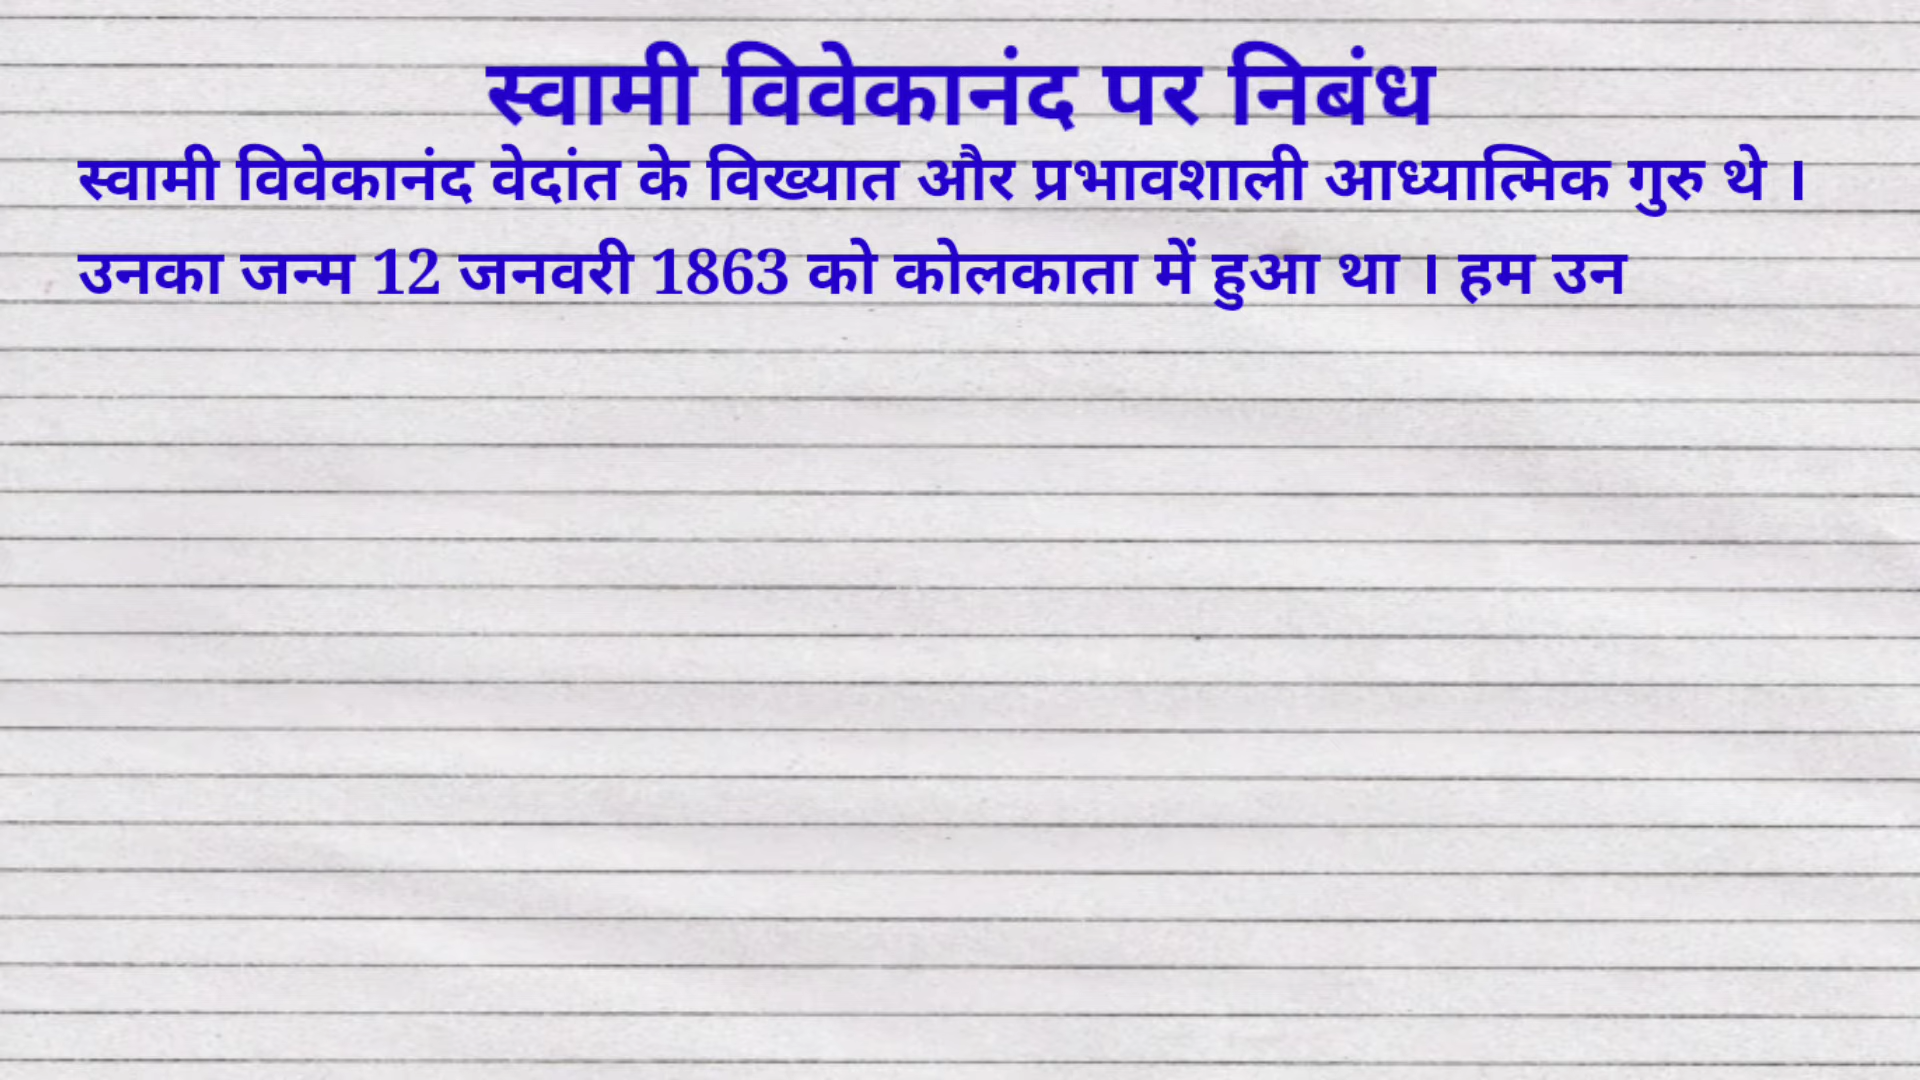 स्वामी विवेकानंद पर निबंध
स्वामी विवेकानंद वेदांत के विख्यात और प्रभावशाली आध्यात्मिक गुरु थे ।
उनका जन्म 12 जनवरी 1863 को कोलकाता में हुआ था । हम उन